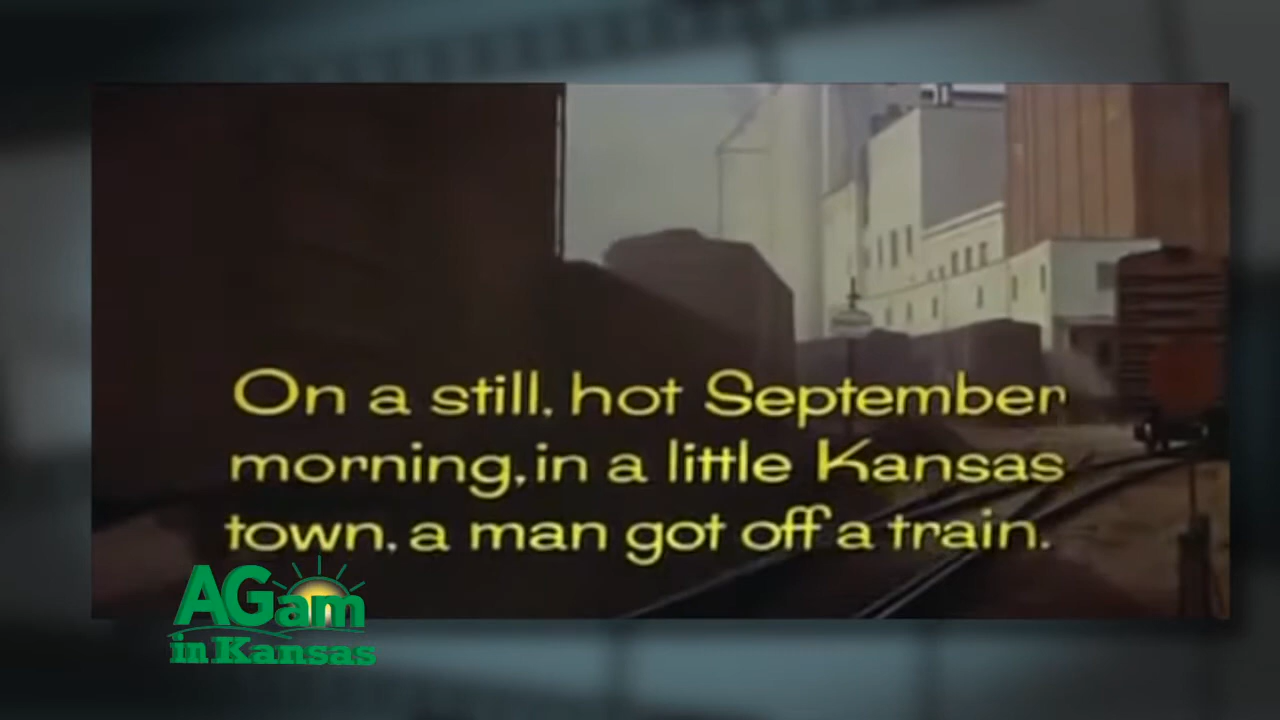 On a still, hot September
morning, in a little Kansas
town, a man got off a train.
AGam
in Kansas